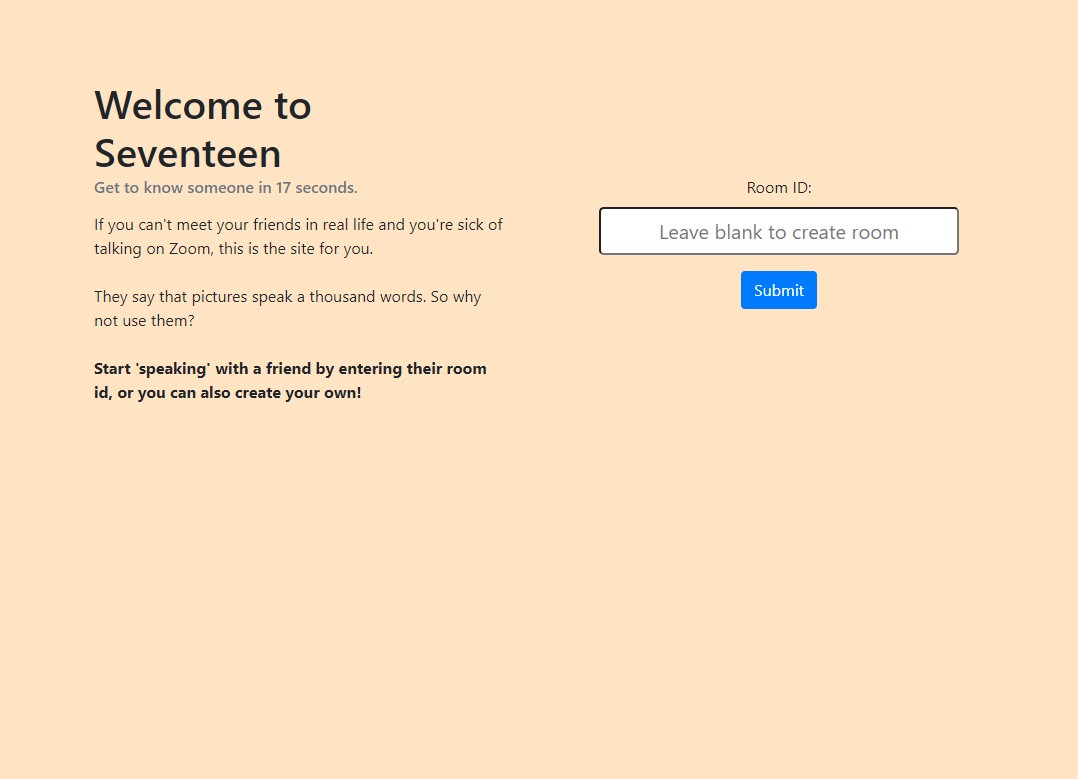 Welcome to
Seventeen
Get to know someone in 17 seconds.
If you can't meet your friends in real life and you're sick of
talking on Zoom, this is the site for you.
They say that pictures speak a thousand words. So why
not use them?
Start 'speaking' with a friend by entering their room
id, or you can also create your own!
Room ID:
Leave blank to create room
Submit